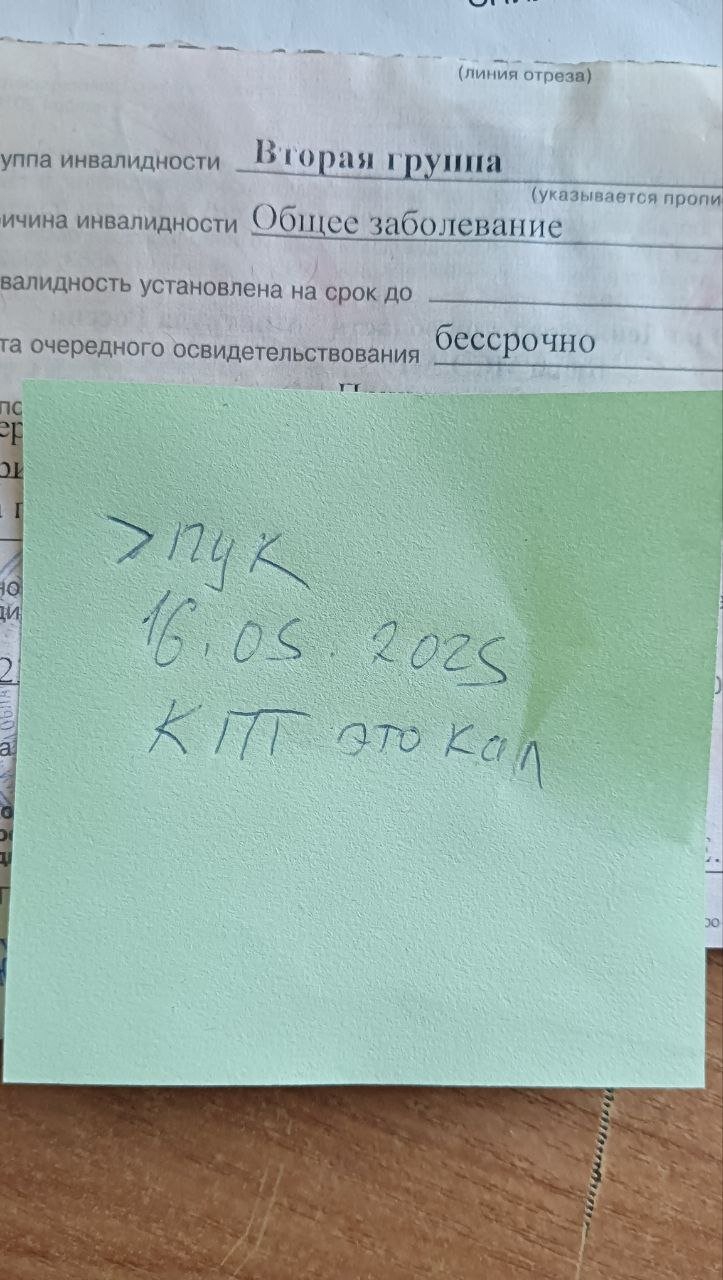 (линия отреза)
уппа инвалидности Вторая группа
(указывается пропи
ичина инвалидности Общее заболевание
валидность установлена на срок до
та очередного освидетельствования бессрочно
>пук
16.05.2025
КПТ это кал